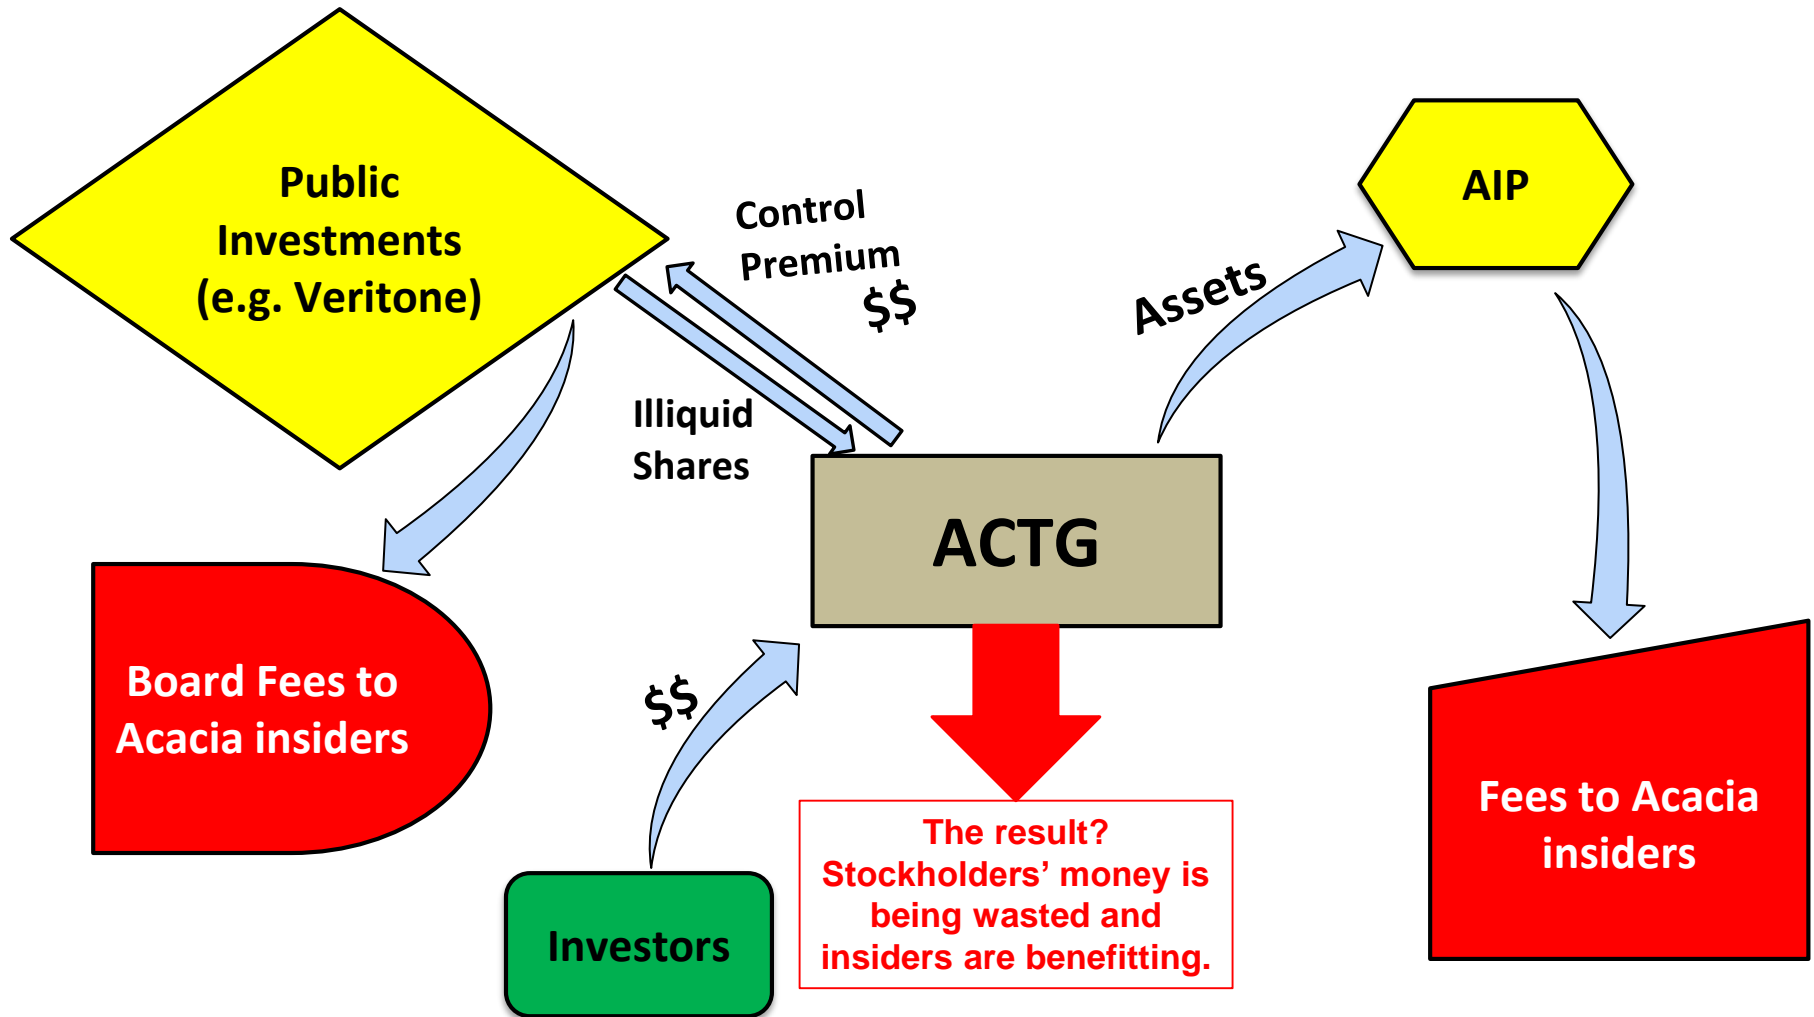 Public
Investments
(e.g. Veritone)
Control
Premium
$$
Illiquid
Shares
Assets
AIP
ACTG
Board Fees to
Acacia insiders
$$
Investors
The result?
Stockholders’ money is
being wasted and
insiders are benefitting.
Fees to Acacia
insiders